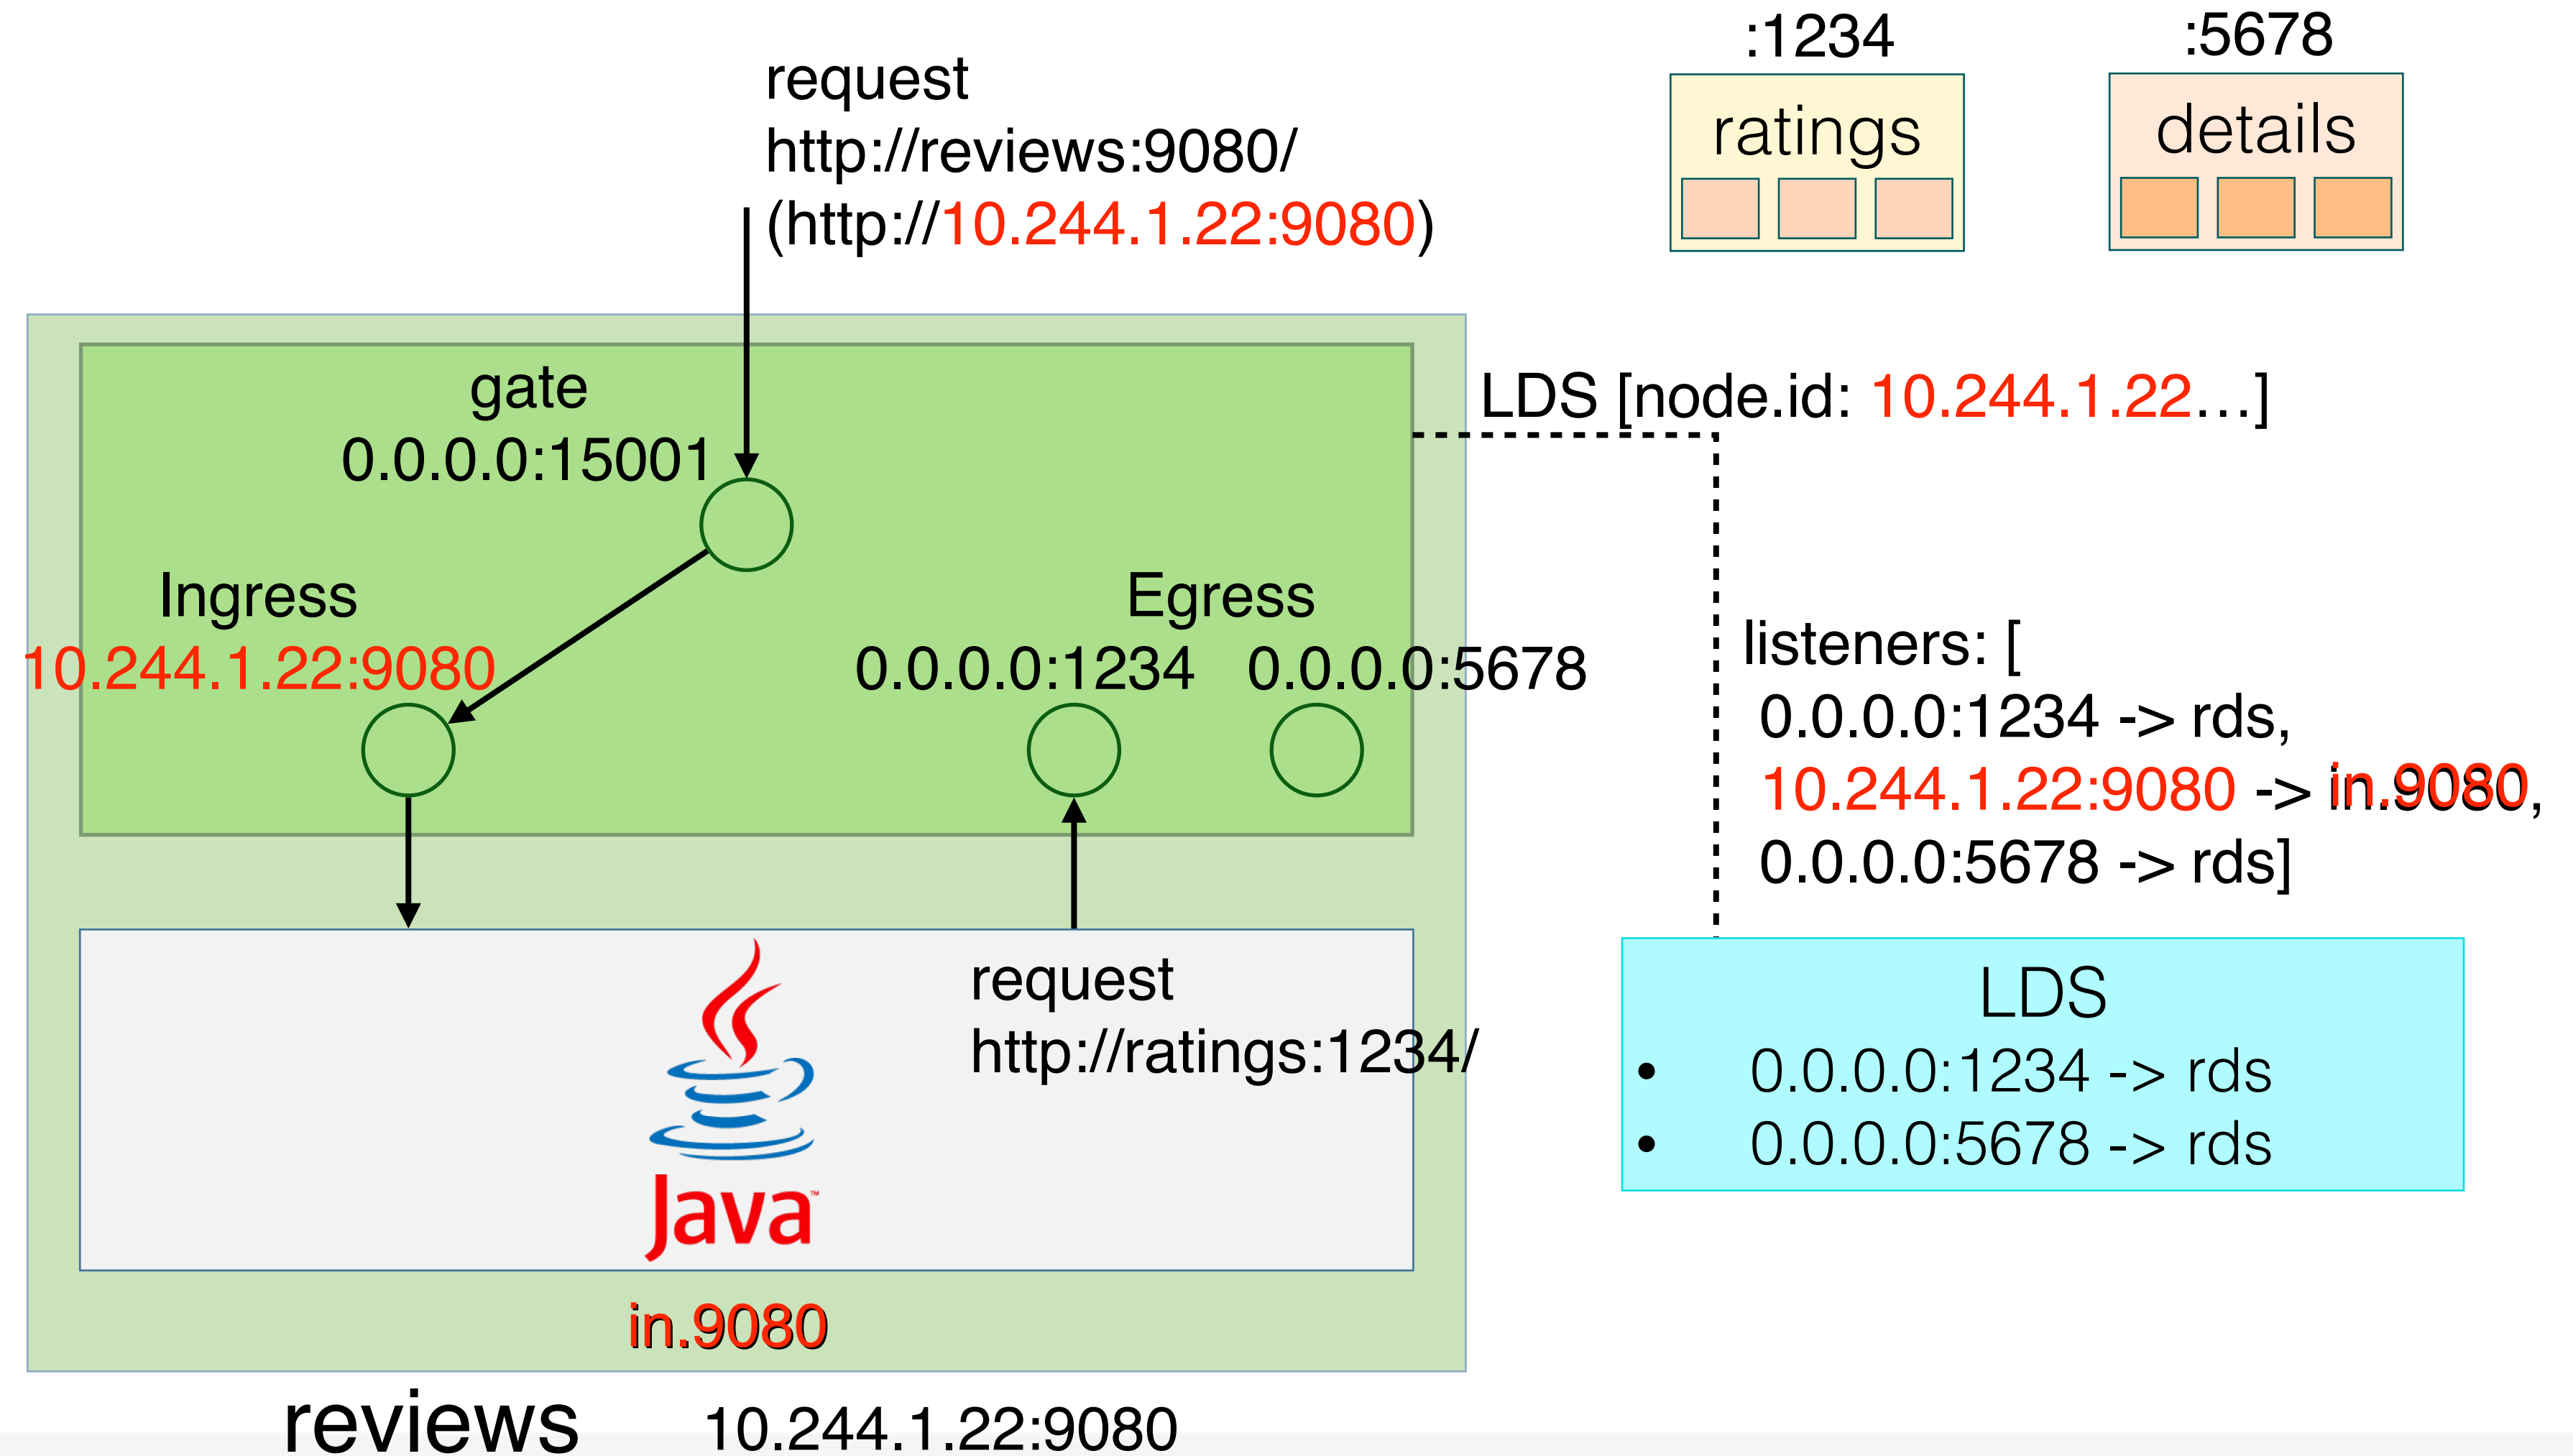 :1234
:5678
request
http://reviews:9080/
(http://10.244.1.22:9080)
ratings
details
gate
0.0.0.0:15001
LDS [node.id: 10.244.1.22…]
Ingress
10.244.1.22:9080
Egress
0.0.0.0:1234
0.0.0.0:5678
listeners: [
0.0.0.0:1234 -> rds,
10.244.1.22:9080 -> in.9080,
0.0.0.0:5678 -> rds]
request
http://ratings:1234/
Java™
LDS
• 0.0.0.0:1234 -> rds
• 0.0.0.0:5678 -> rds
in.9080
reviews
10.244.1.22:9080